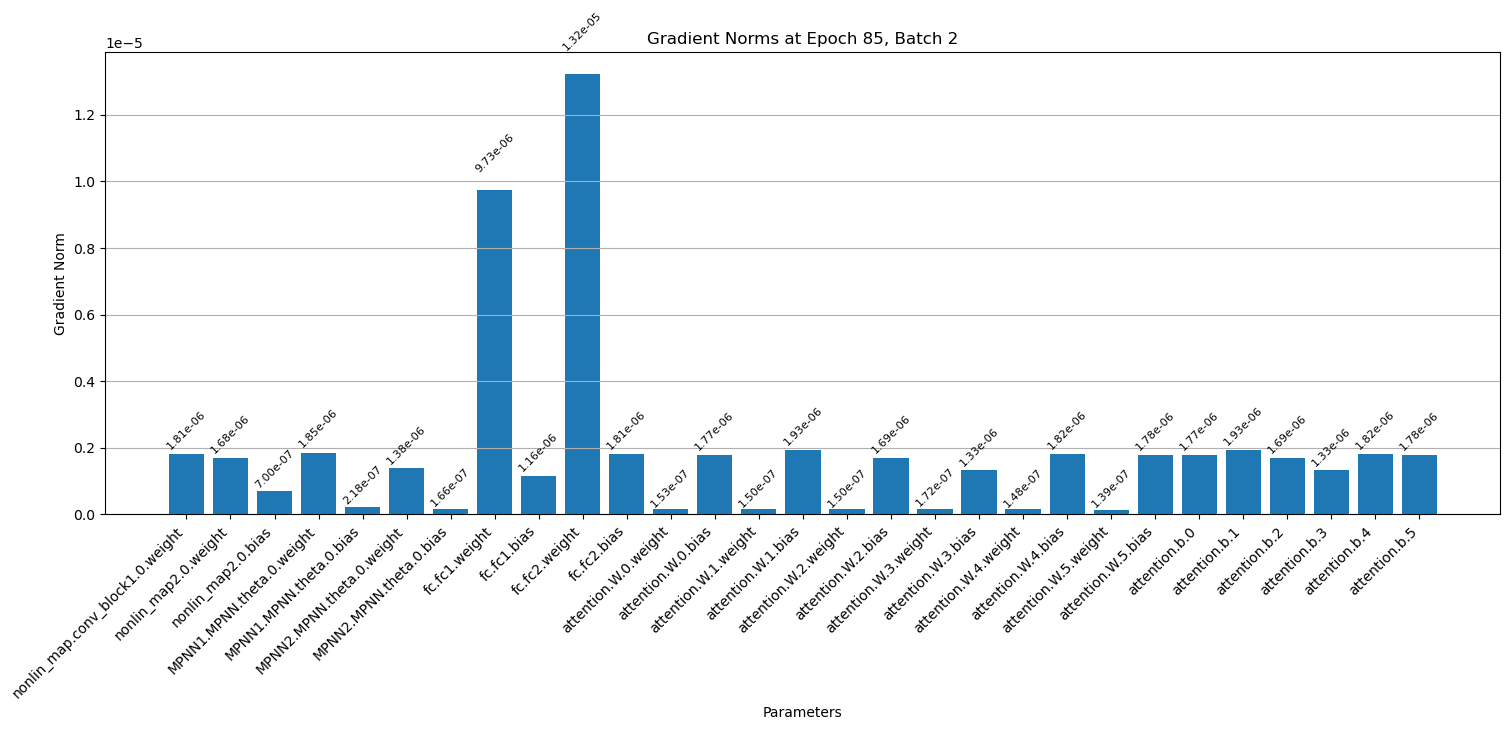 Gradient Norms at Epoch 85, Batch 2
1e−5
Gradient Norm
1.2
1.0
0.8
0.6
0.4
0.2
0.0
1.81e-06
1.68e-06
7.00e-07
1.85e-06
2.18e-07
1.38e-06
1.66e-07
9.73e-06
1.16e-06
1.32e-05
1.81e-06
1.53e-07
1.77e-06
1.50e-07
1.93e-06
1.50e-07
1.69e-06
1.72e-07
1.33e-06
1.48e-07
1.82e-06
1.39e-07
1.78e-06
1.77e-06
1.93e-06
1.69e-06
1.33e-06
1.82e-06
1.78e-06
nonlin_map.conv_block1.0.weight
nonlin_map2.0.weight
nonlin_map2.0.bias
MPNN1.MPNN.theta.0.weight
MPNN1.MPNN.theta.0.bias
MPNN2.MPNN.theta.0.weight
MPNN2.MPNN.theta.0.bias
fc.fc1.weight
fc.fc1.bias
fc.fc2.weight
fc.fc2.bias
attention.W.0.weight
attention.W.0.bias
attention.W.1.weight
attention.W.1.bias
attention.W.2.weight
attention.W.2.bias
attention.W.3.weight
attention.W.3.bias
attention.W.4.weight
attention.W.4.bias
attention.W.5.weight
attention.W.5.bias
attention.b.0
attention.b.1
attention.b.2
attention.b.3
attention.b.4
attention.b.5
Parameters